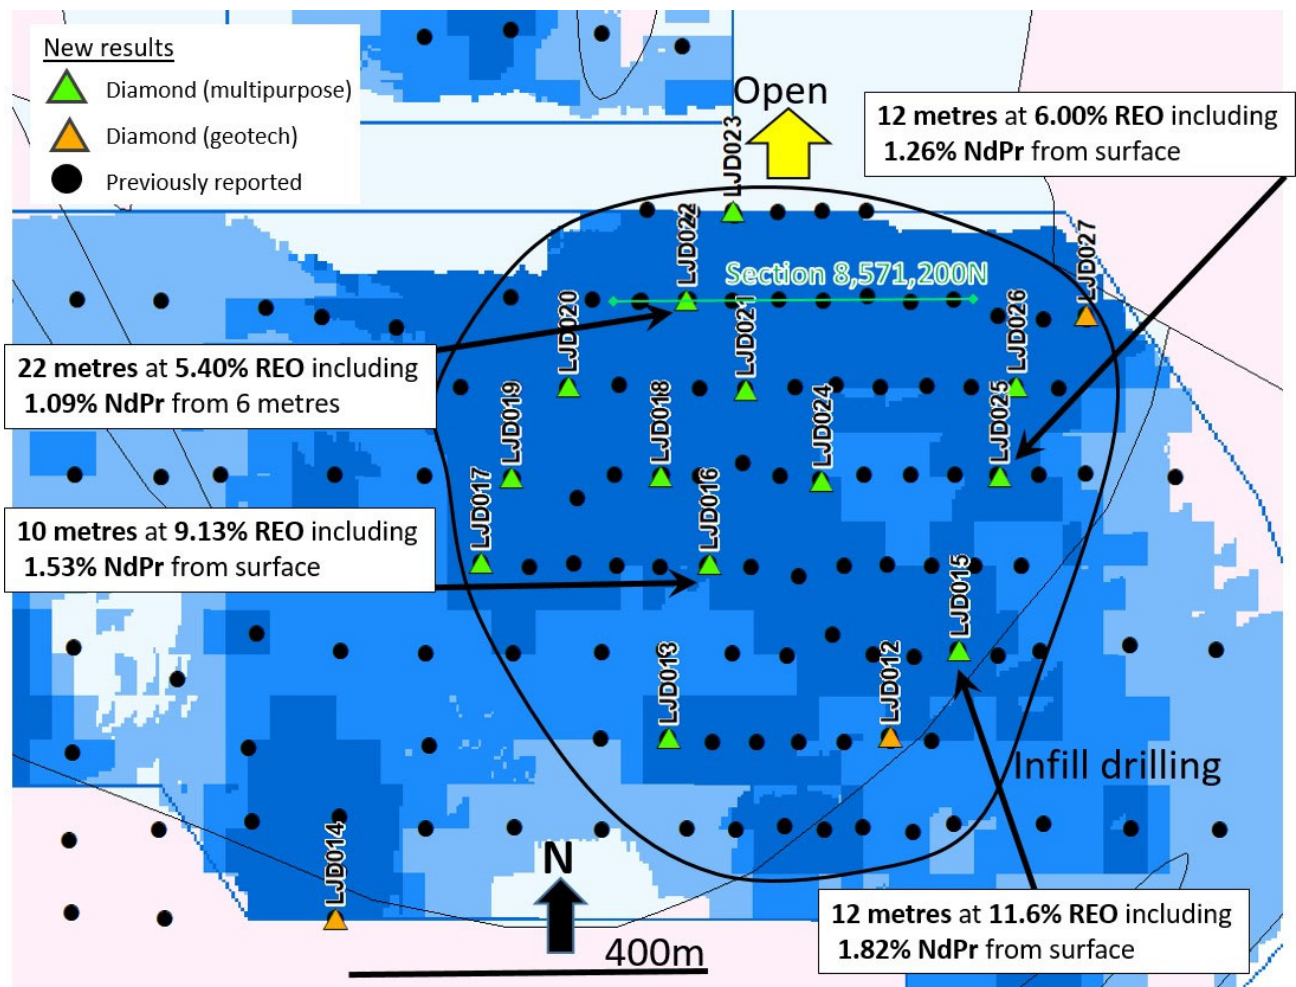 New results
Diamond (multipurpose)
Diamond (geotech)
Previously reported
Open
12 metres at 6.00% REO including
1.26% NdPr from surface
LJD023
LJD022
LJD027
Section 8,571,200N
LJD020
LJD021
LJD026
22 metres at 5.40% REO including
1.09% NdPr from 6 metres
LJD019
LJD018
LJD024
LJD025
LJD017
LJD016
10 metres at 9.13% REO including
1.53% NdPr from surface
LJD015
LJD013
LJD012
Infill drilling
LJD014
N
400m
12 metres at 11.6% REO including
1.82% NdPr from surface